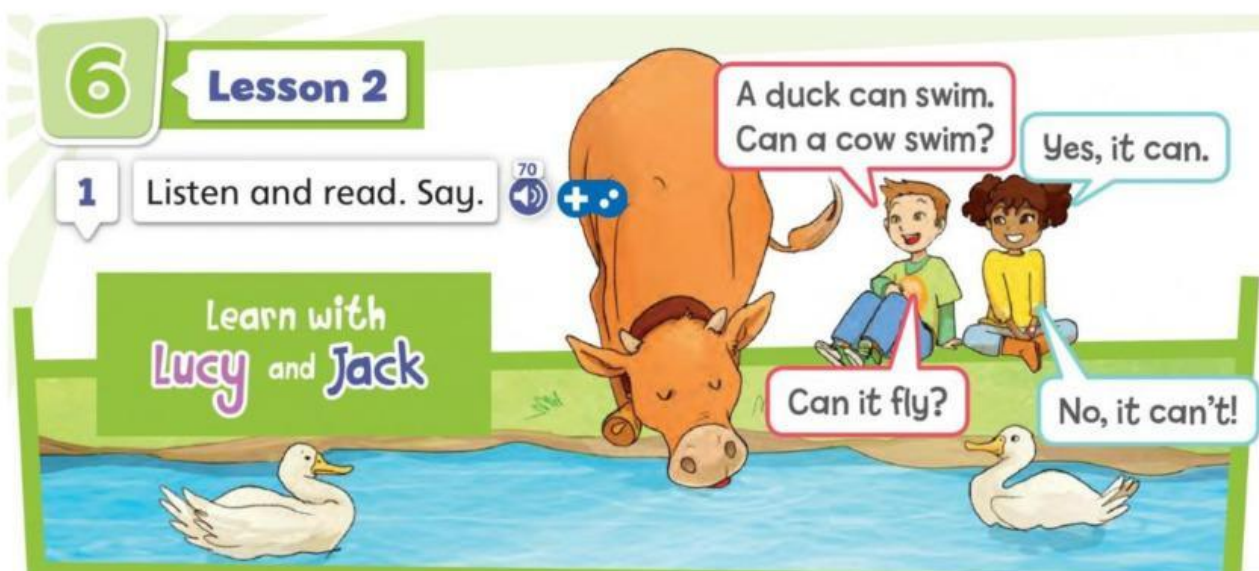 6
Lesson 2
1
Listen and read. Say.
70
Learn with
Lucy and Jack
A duck can swim.
Can a cow swim?
Yes, it can.
Can it fly?
No, it can't!